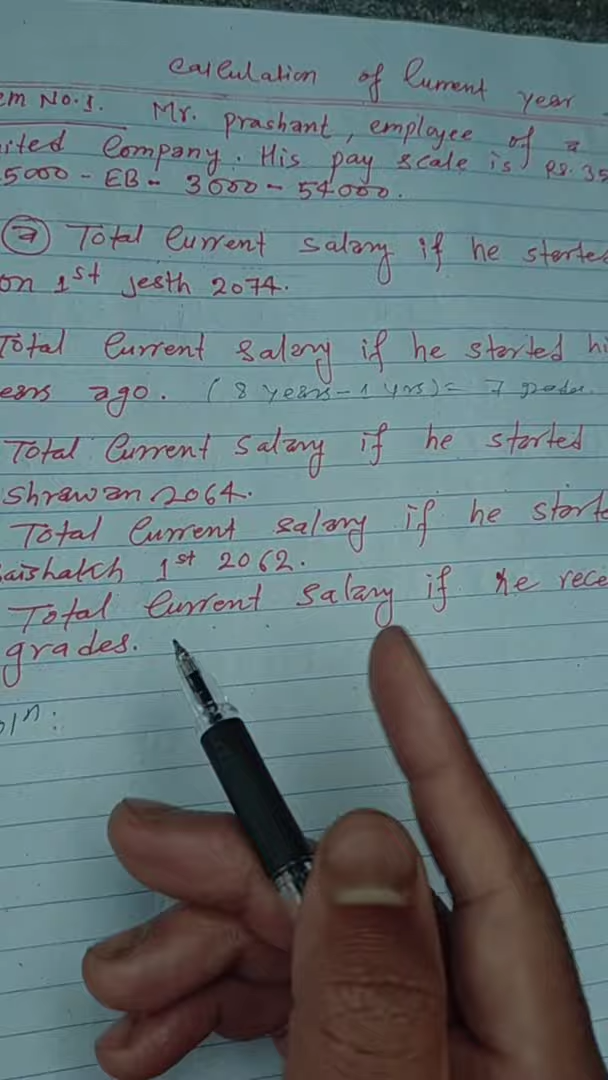 Calculation of Current year
em No.1. Mr. prashant, employee of a
ited Company. His pay scale is Rs. 35
5000 - EB - 3000 - 54000.
(a) Total Current salary if he starte
on 1st jesth 2074.
Total Current salary if he started hi
ears ago. (8 years - 1 yrs) = 7 grade.
Total Current salary if he started
Shrawan 2064.
Total Current salary if he starte
aishakh 1st 2062.
Total Current salary if he rece
grades.
oln: